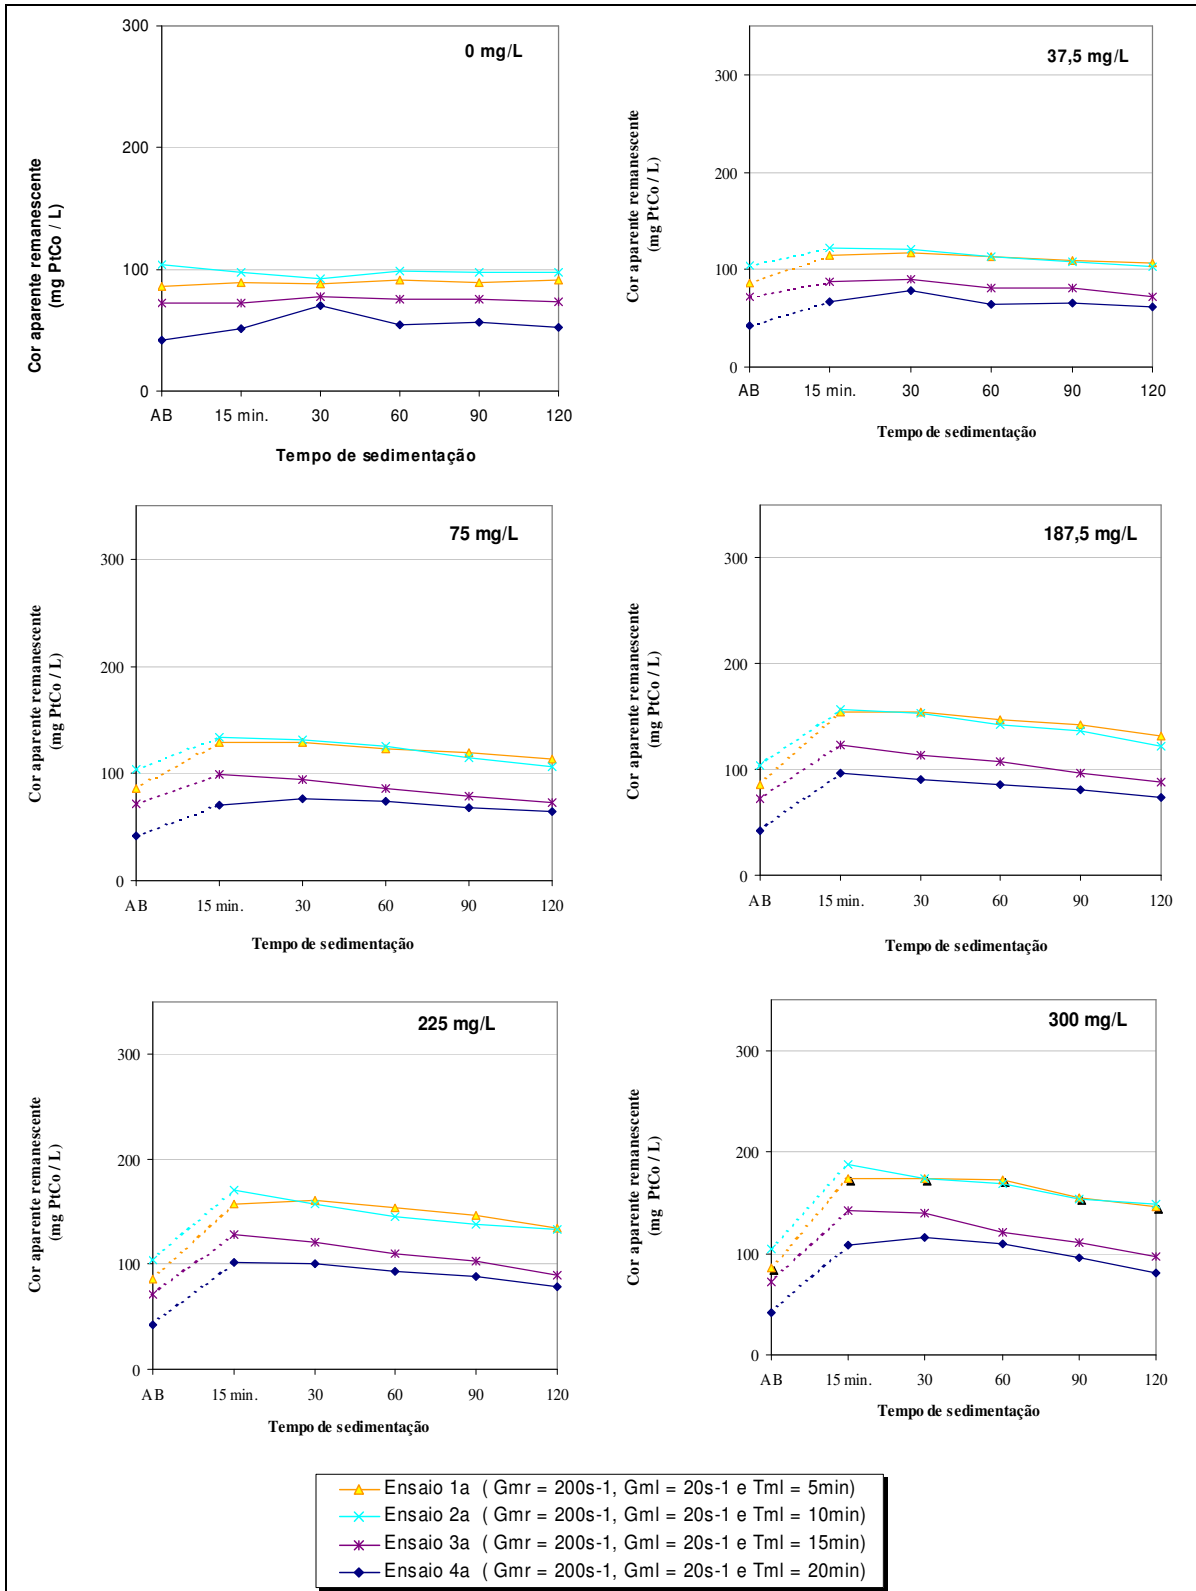 0 mg/L
300
200
100
0
Cor aparente remanescente
(mg PtCo / L)
AB 15 min. 30 60 90 120
Tempo de sedimentação
37,5 mg/L
300
200
100
0
Cor aparente remanescente
(mg PtCo / L)
AB 15 min. 30 60 90 120
Tempo de sedimentação
75 mg/L
300
200
100
0
Cor aparente remanescente
(mg PtCo / L)
AB 15 min. 30 60 90 120
Tempo de sedimentação
187,5 mg/L
300
200
100
0
Cor aparente remanescente
(mg PtCo / L)
AB 15 min. 30 60 90 120
Tempo de sedimentação
225 mg/L
300
200
100
0
Cor aparente remanescente
(mg PtCo / L)
AB 15 min. 30 60 90 120
Tempo de sedimentação
300 mg/L
300
200
100
0
Cor aparente remanescente
(mg PtCo / L)
AB 15 min. 30 60 90 120
Tempo de sedimentação
Ensaio 1a ( Gmr = 200s-1, Gml = 20s-1 e Tml = 5min)
Ensaio 2a ( Gmr = 200s-1, Gml = 20s-1 e Tml = 10min)
Ensaio 3a ( Gmr = 200s-1, Gml = 20s-1 e Tml = 15min)
Ensaio 4a ( Gmr = 200s-1, Gml = 20s-1 e Tml = 20min)